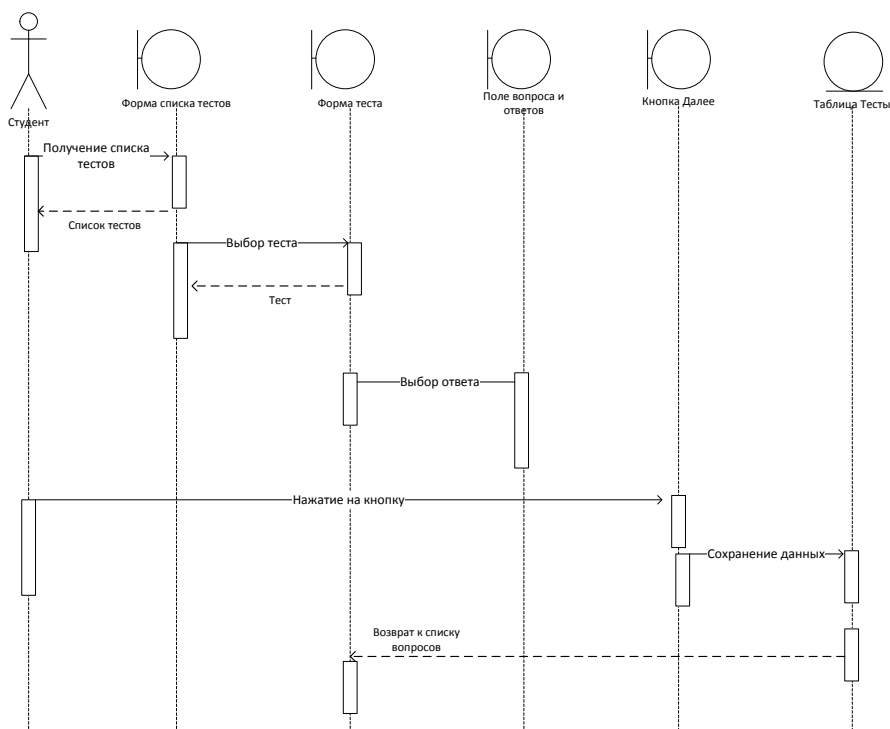 Студент
Форма списка тестов
Форма теста
Поле вопроса и
ответов
Кнопка Далее
Таблица Тесты
Получение списка
тестов
Список тестов
Выбор теста
Тест
Выбор ответа
Нажатие на кнопку
Сохранение данных
Возврат к списку
вопросов